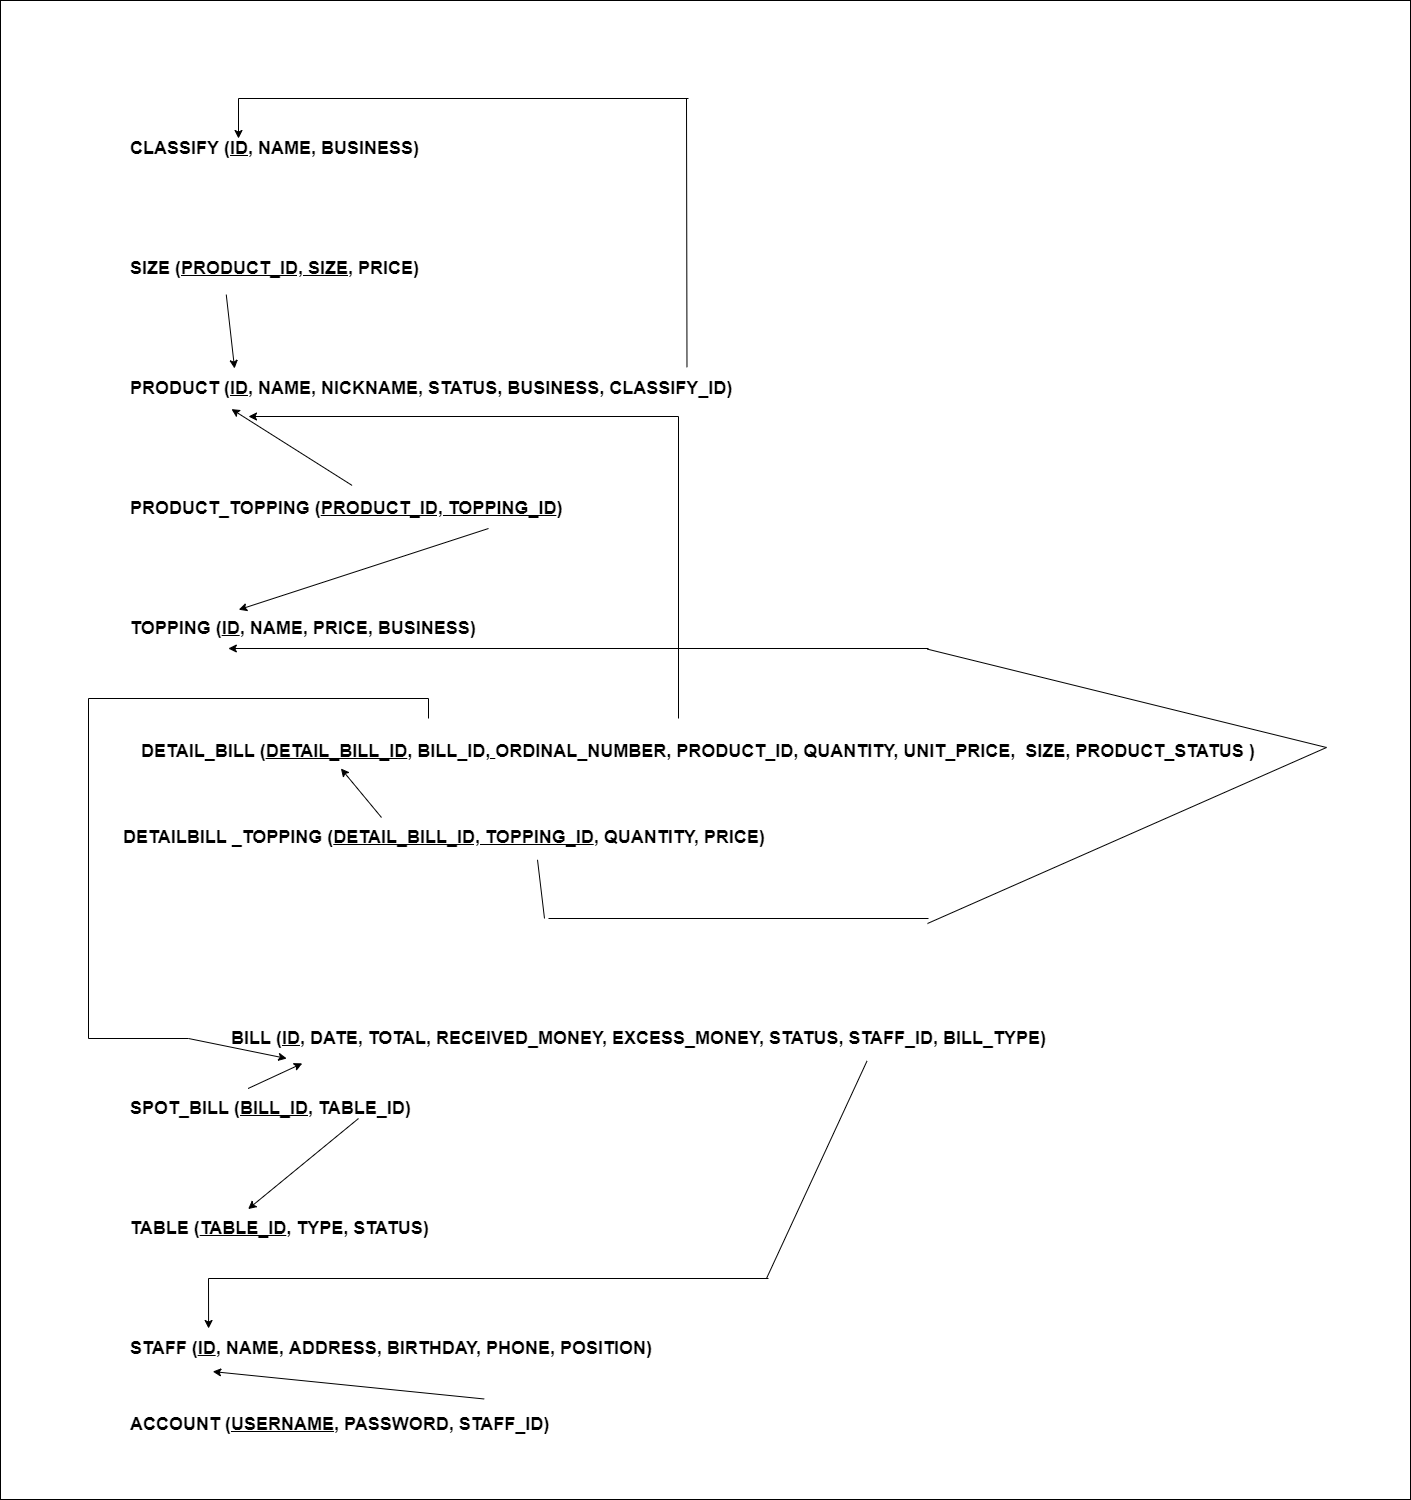 CLASSIFY (ID, NAME, BUSINESS)
SIZE (PRODUCT_ID, SIZE, PRICE)
PRODUCT (ID, NAME, NICKNAME, STATUS, BUSINESS, CLASSIFY_ID)
PRODUCT_TOPPING (PRODUCT_ID, TOPPING_ID)
TOPPING (ID, NAME, PRICE, BUSINESS)
DETAIL_BILL (DETAIL_BILL_ID, BILL_ID, ORDINAL_NUMBER, PRODUCT_ID, QUANTITY, UNIT_PRICE,  SIZE, PRODUCT_STATUS )
DETAILBILL _TOPPING (DETAIL_BILL_ID, TOPPING_ID, QUANTITY, PRICE)
BILL (ID, DATE, TOTAL, RECEIVED_MONEY, EXCESS_MONEY, STATUS, STAFF_ID, BILL_TYPE)
SPOT_BILL (BILL_ID, TABLE_ID)
TABLE (TABLE_ID, TYPE, STATUS)
STAFF (ID, NAME, ADDRESS, BIRTHDAY, PHONE, POSITION)
ACCOUNT (USERNAME, PASSWORD, STAFF_ID)